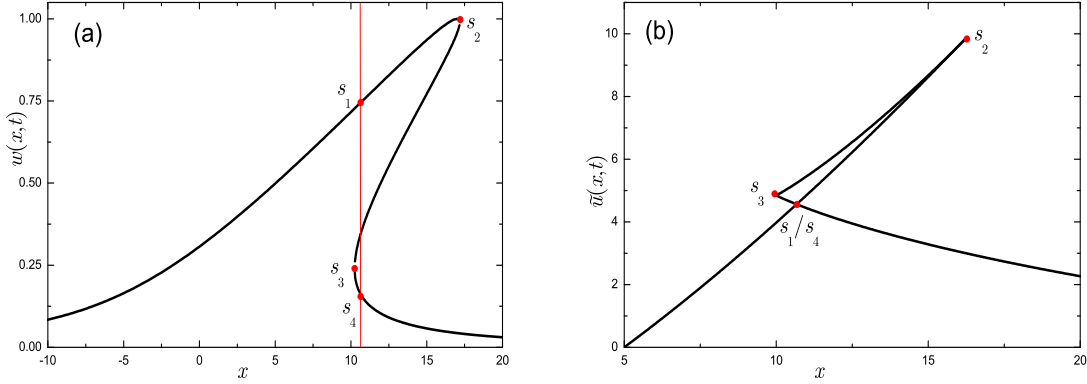 (a)
w(x,t)
1.00
0.75
0.50
0.25
0.00
s₁
s₂
s₃
s₄
-10 -5 0 5 10 15 20
x
(b)
ũ(x,t)
10
8
6
4
2
0
s₂
s₃
s₁/s₄
5 10 15 20
x